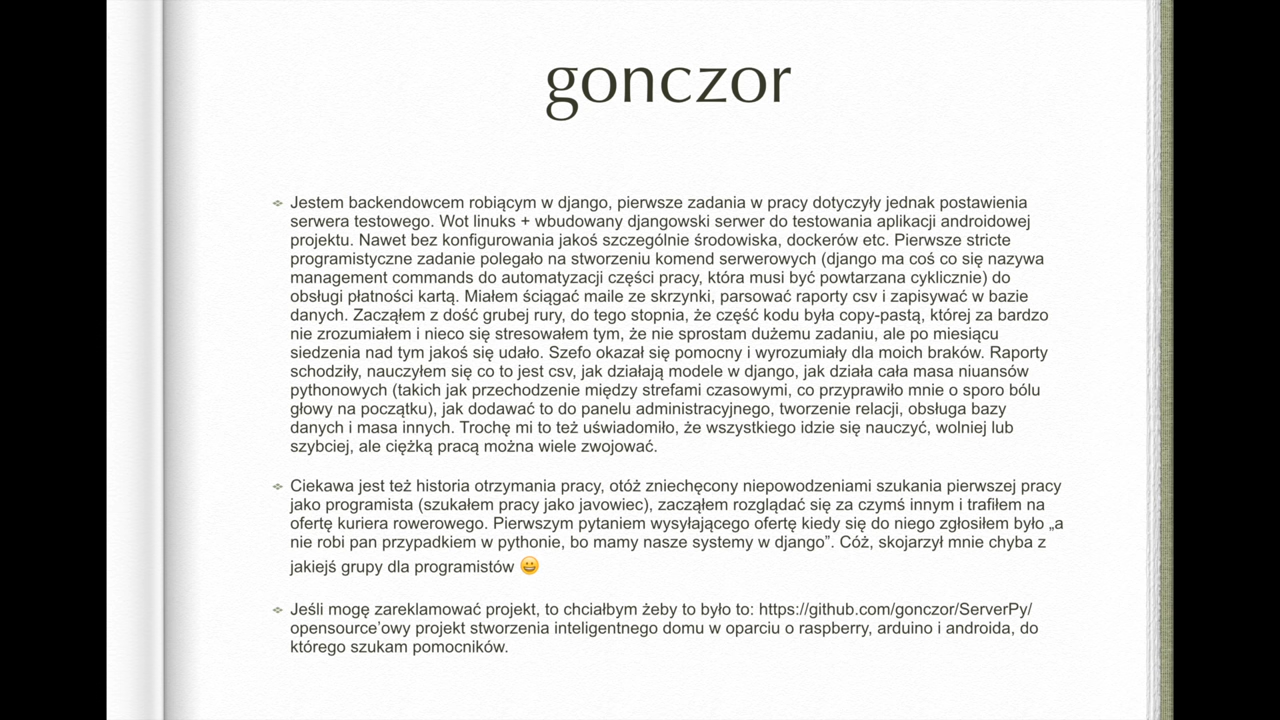 gonczor
Jestem backendowcem robiącym w django, pierwsze zadania w pracy dotyczyły jednak postawienia
serwera testowego. Wot linuks + wbudowany djangowski serwer do testowania aplikacji androidowej
projektu. Nawet bez konfigurowania jakoś szczególnie środowiska, dockerów etc. Pierwsze stricte
programistyczne zadanie polegało na stworzeniu komend serwerowych (django ma coś co się nazywa
management commands do automatyzacji części pracy, która musi być powtarzana cyklicznie) do
obsługi płatności kartą. Miałem ściągać maile ze skrzynki, parsować raporty csv i zapisywać w bazie
danych. Zacząłem z dość grubej rury, do tego stopnia, że część kodu była copy-pastą, której za bardzo
nie zrozumiałem i nieco się stresowałem tym, że nie sprostam dużemu zadaniu, ale po miesiącu
siedzenia nad tym jakoś się udało. Szefo okazał się pomocny i wyrozumiały dla moich braków. Raporty
schodziły, nauczyłem się co to jest csv, jak działają modele w django, jak działa cała masa niuansów
pythonowych (takich jak przechodzenie między strefami czasowymi, co przyprawiło mnie o sporo bólu
głowy na początku), jak dodawać to do panelu administracyjnego, tworzenie relacji, obsługa bazy
danych i masa innych. Trochę mi to też uświadomiło, że wszystkiego idzie się nauczyć, wolniej lub
szybciej, ale ciężką pracą można wiele zwojować.
Ciekawa jest też historia otrzymania pracy, otóż zniechęcony niepowodzeniami szukania pierwszej pracy
jako programista (szukałem pracy jako javowiec), zacząłem rozglądać się za czymś innym i trafiłem na
ofertę kuriera rowerowego. Pierwszym pytaniem wysyłającego ofertę kiedy się do niego zgłosiłem było „a
nie robi pan przypadkiem w pythonie, bo mamy nasze systemy w django”. Cóż, skojarzył mnie chyba z
jakiejś grupy dla programistów 😀
Jeśli mogę zareklamować projekt, to chciałbym żeby to było to: https://github.com/gonczor/ServerPy/
opensource’owy projekt stworzenia inteligentnego domu w oparciu o raspberry, arduino i androida, do
którego szukam pomocników.